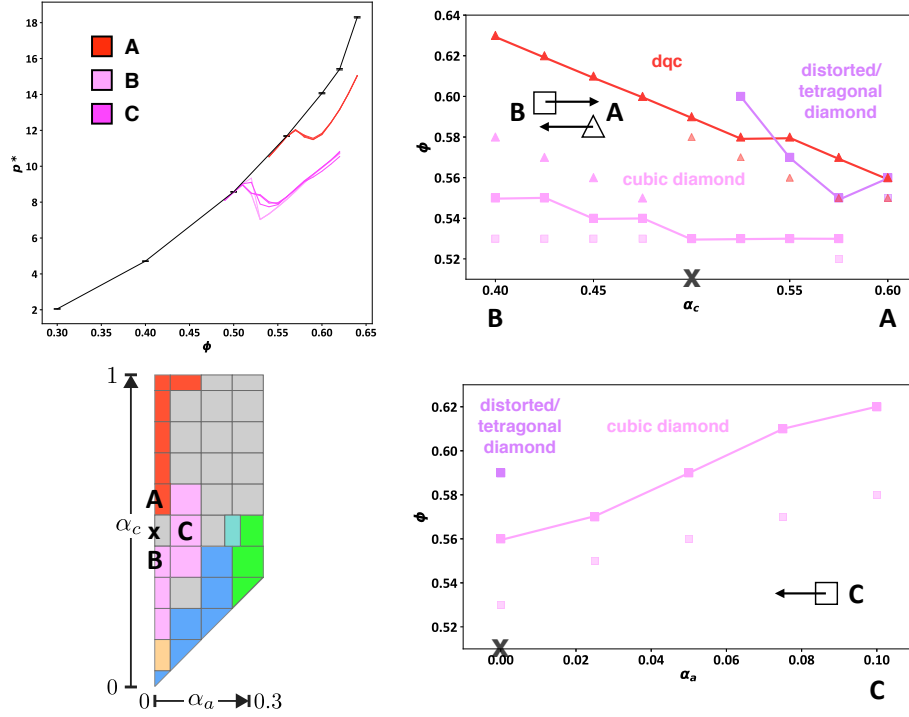 18
16
14
12
10
8
6
4
2
p*
A
B
C
0.30 0.35 0.40 0.45 0.50 0.55 0.60 0.65
ϕ
0.64
0.62
0.60
0.58
0.56
0.54
0.52
ϕ
dqc
distorted/
tetragonal
diamond
B A
cubic diamond
X
0.40 0.45 0.55 0.60
α_c
B A
1
α_c
0
A
x C
B
0 α_a 0.3
0.62
0.60
0.58
0.56
0.54
0.52
ϕ
distorted/
tetragonal
diamond
cubic diamond
C
X
0.00 0.02 0.04 0.06 0.08 0.10
α_a
C